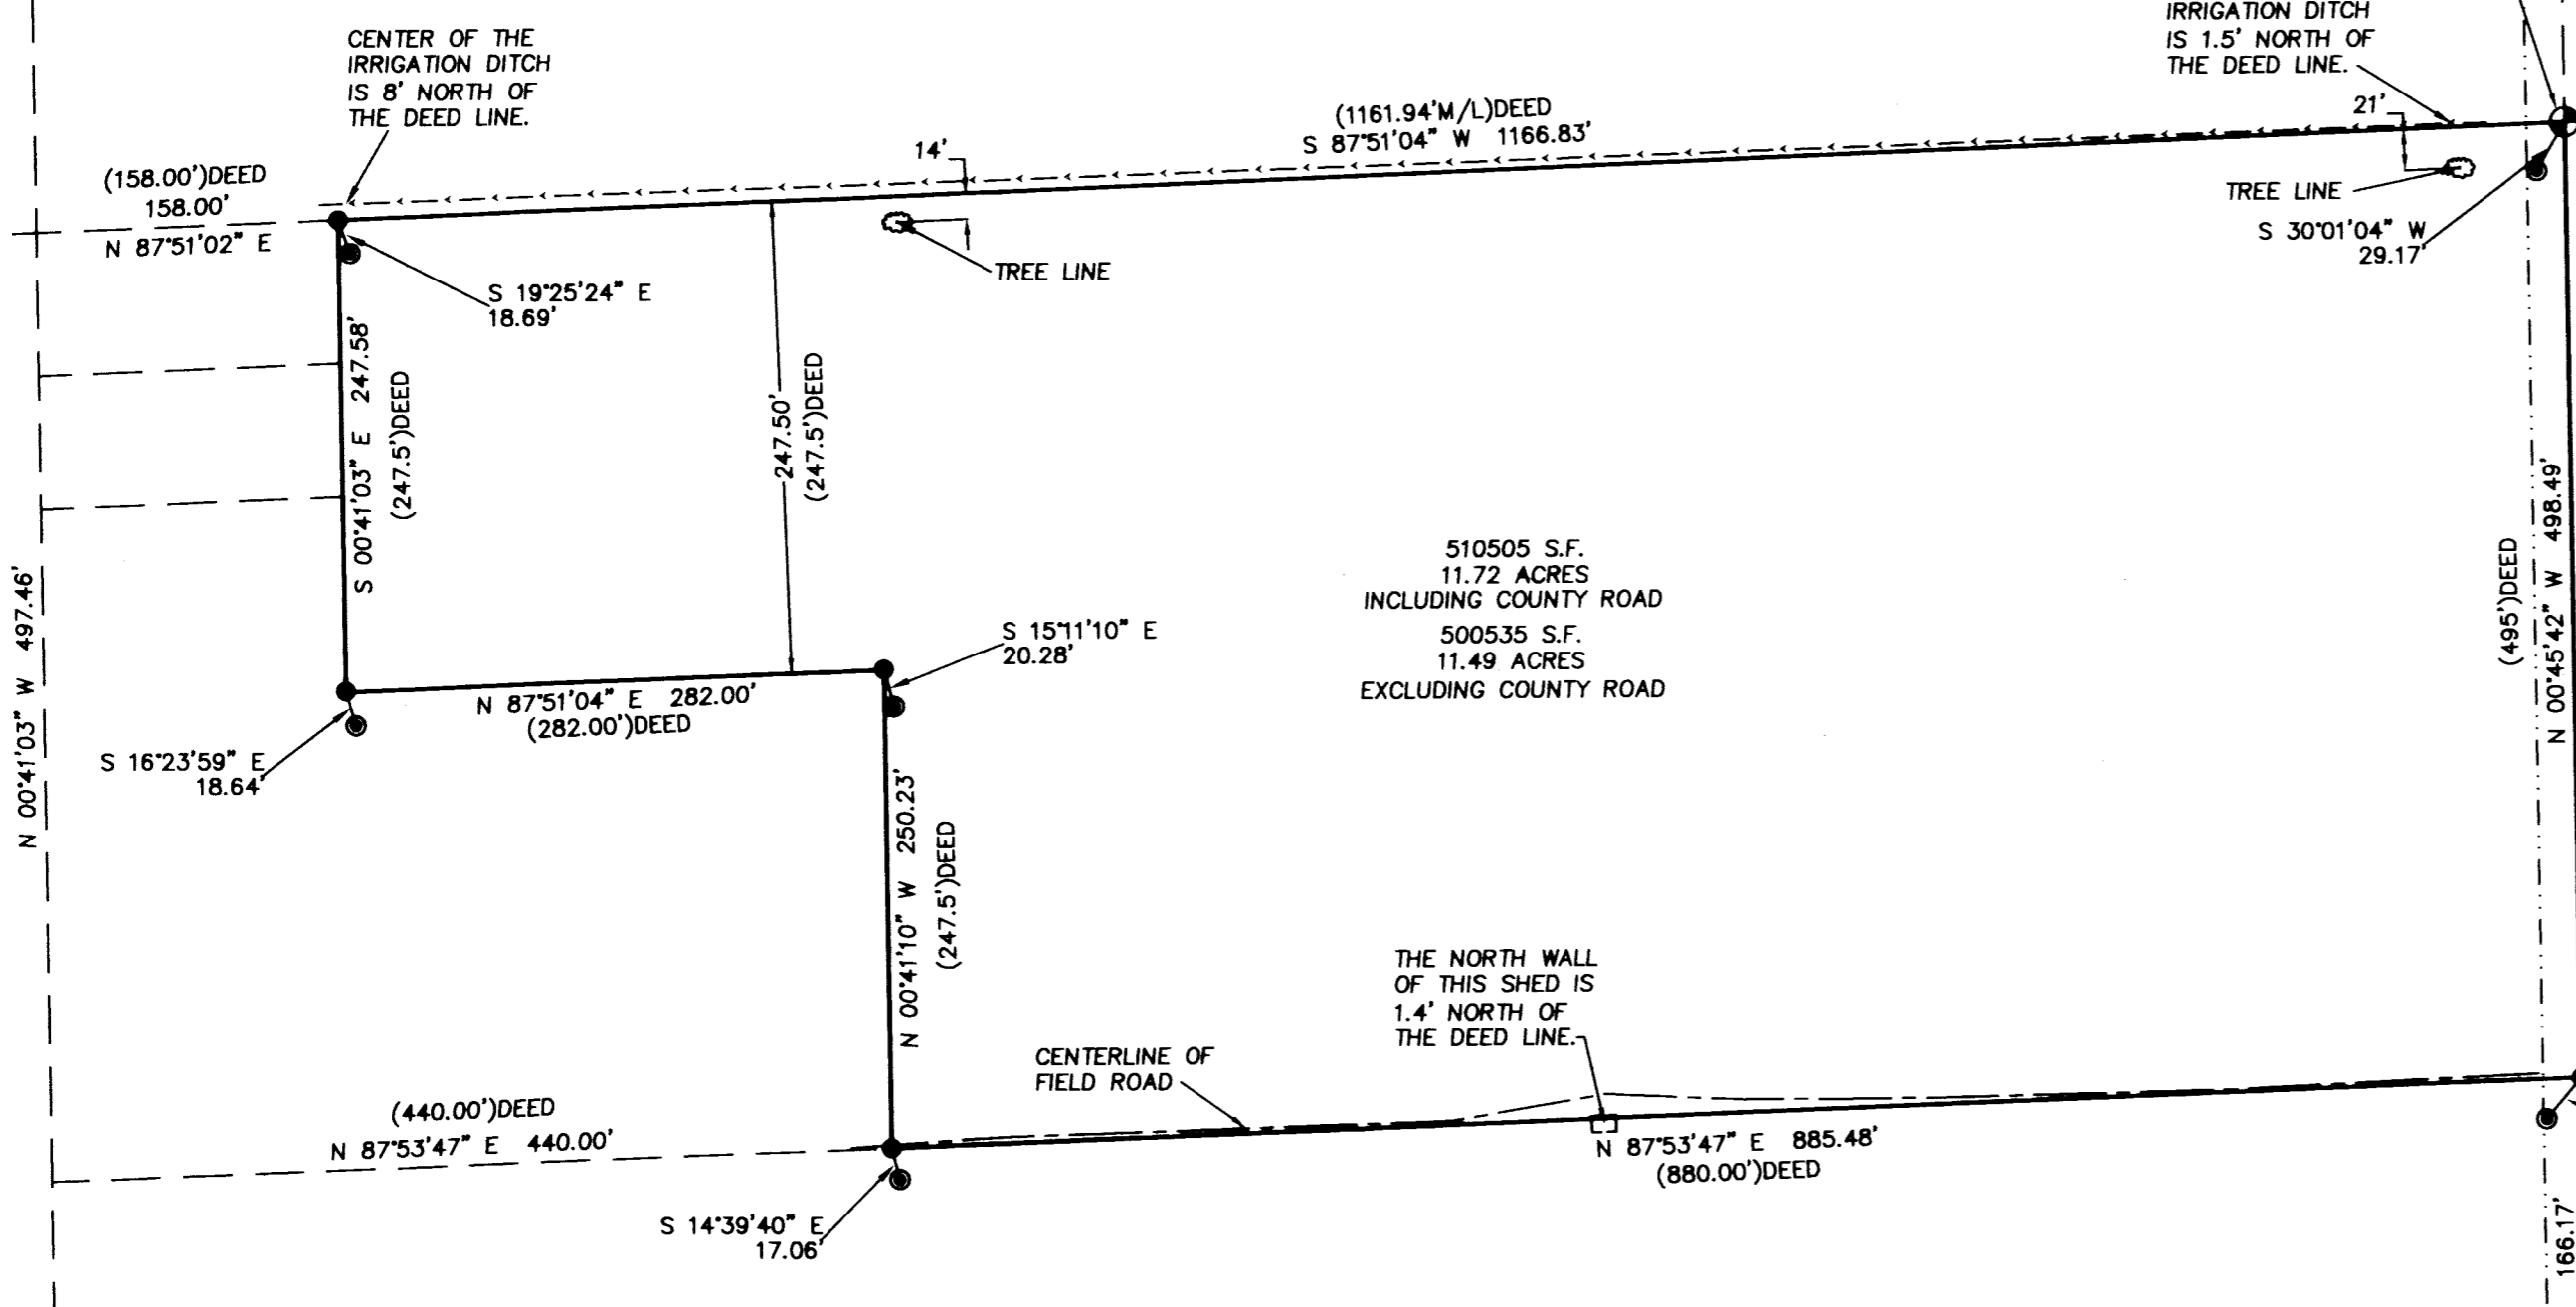 CENTER OF THE
IRRIGATION DITCH
IS 8' NORTH OF
THE DEED LINE.
IRRIGATION DITCH
IS 1.5' NORTH OF
THE DEED LINE.
(1161.94'M/L)DEED
S 87°51'04" W 1166.83'
14'
21'
(158.00')DEED
158.00'
N 87°51'02" E
TREE LINE
TREE LINE
S 30°01'04" W
29.17'
S 19°25'24" E
18.69'
S 00°41'03" E 247.58'
(247.5')DEED
247.50'
(247.5')DEED
510505 S.F.
11.72 ACRES
INCLUDING COUNTY ROAD
500535 S.F.
11.49 ACRES
EXCLUDING COUNTY ROAD
(495')DEED
N 00°45'42" W 498.49'
N 00°41'03" W 497.46'
S 15°11'10" E
20.28'
N 87°51'04" E 282.00'
(282.00')DEED
S 16°23'59" E
18.64'
N 00°41'10" W 250.23'
(247.5')DEED
THE NORTH WALL
OF THIS SHED IS
1.4' NORTH OF
THE DEED LINE.
CENTERLINE OF
FIELD ROAD
(440.00')DEED
N 87°53'47" E 440.00'
N 87°53'47" E 885.48'
(880.00')DEED
S 14°39'40" E
17.06'
166.17'